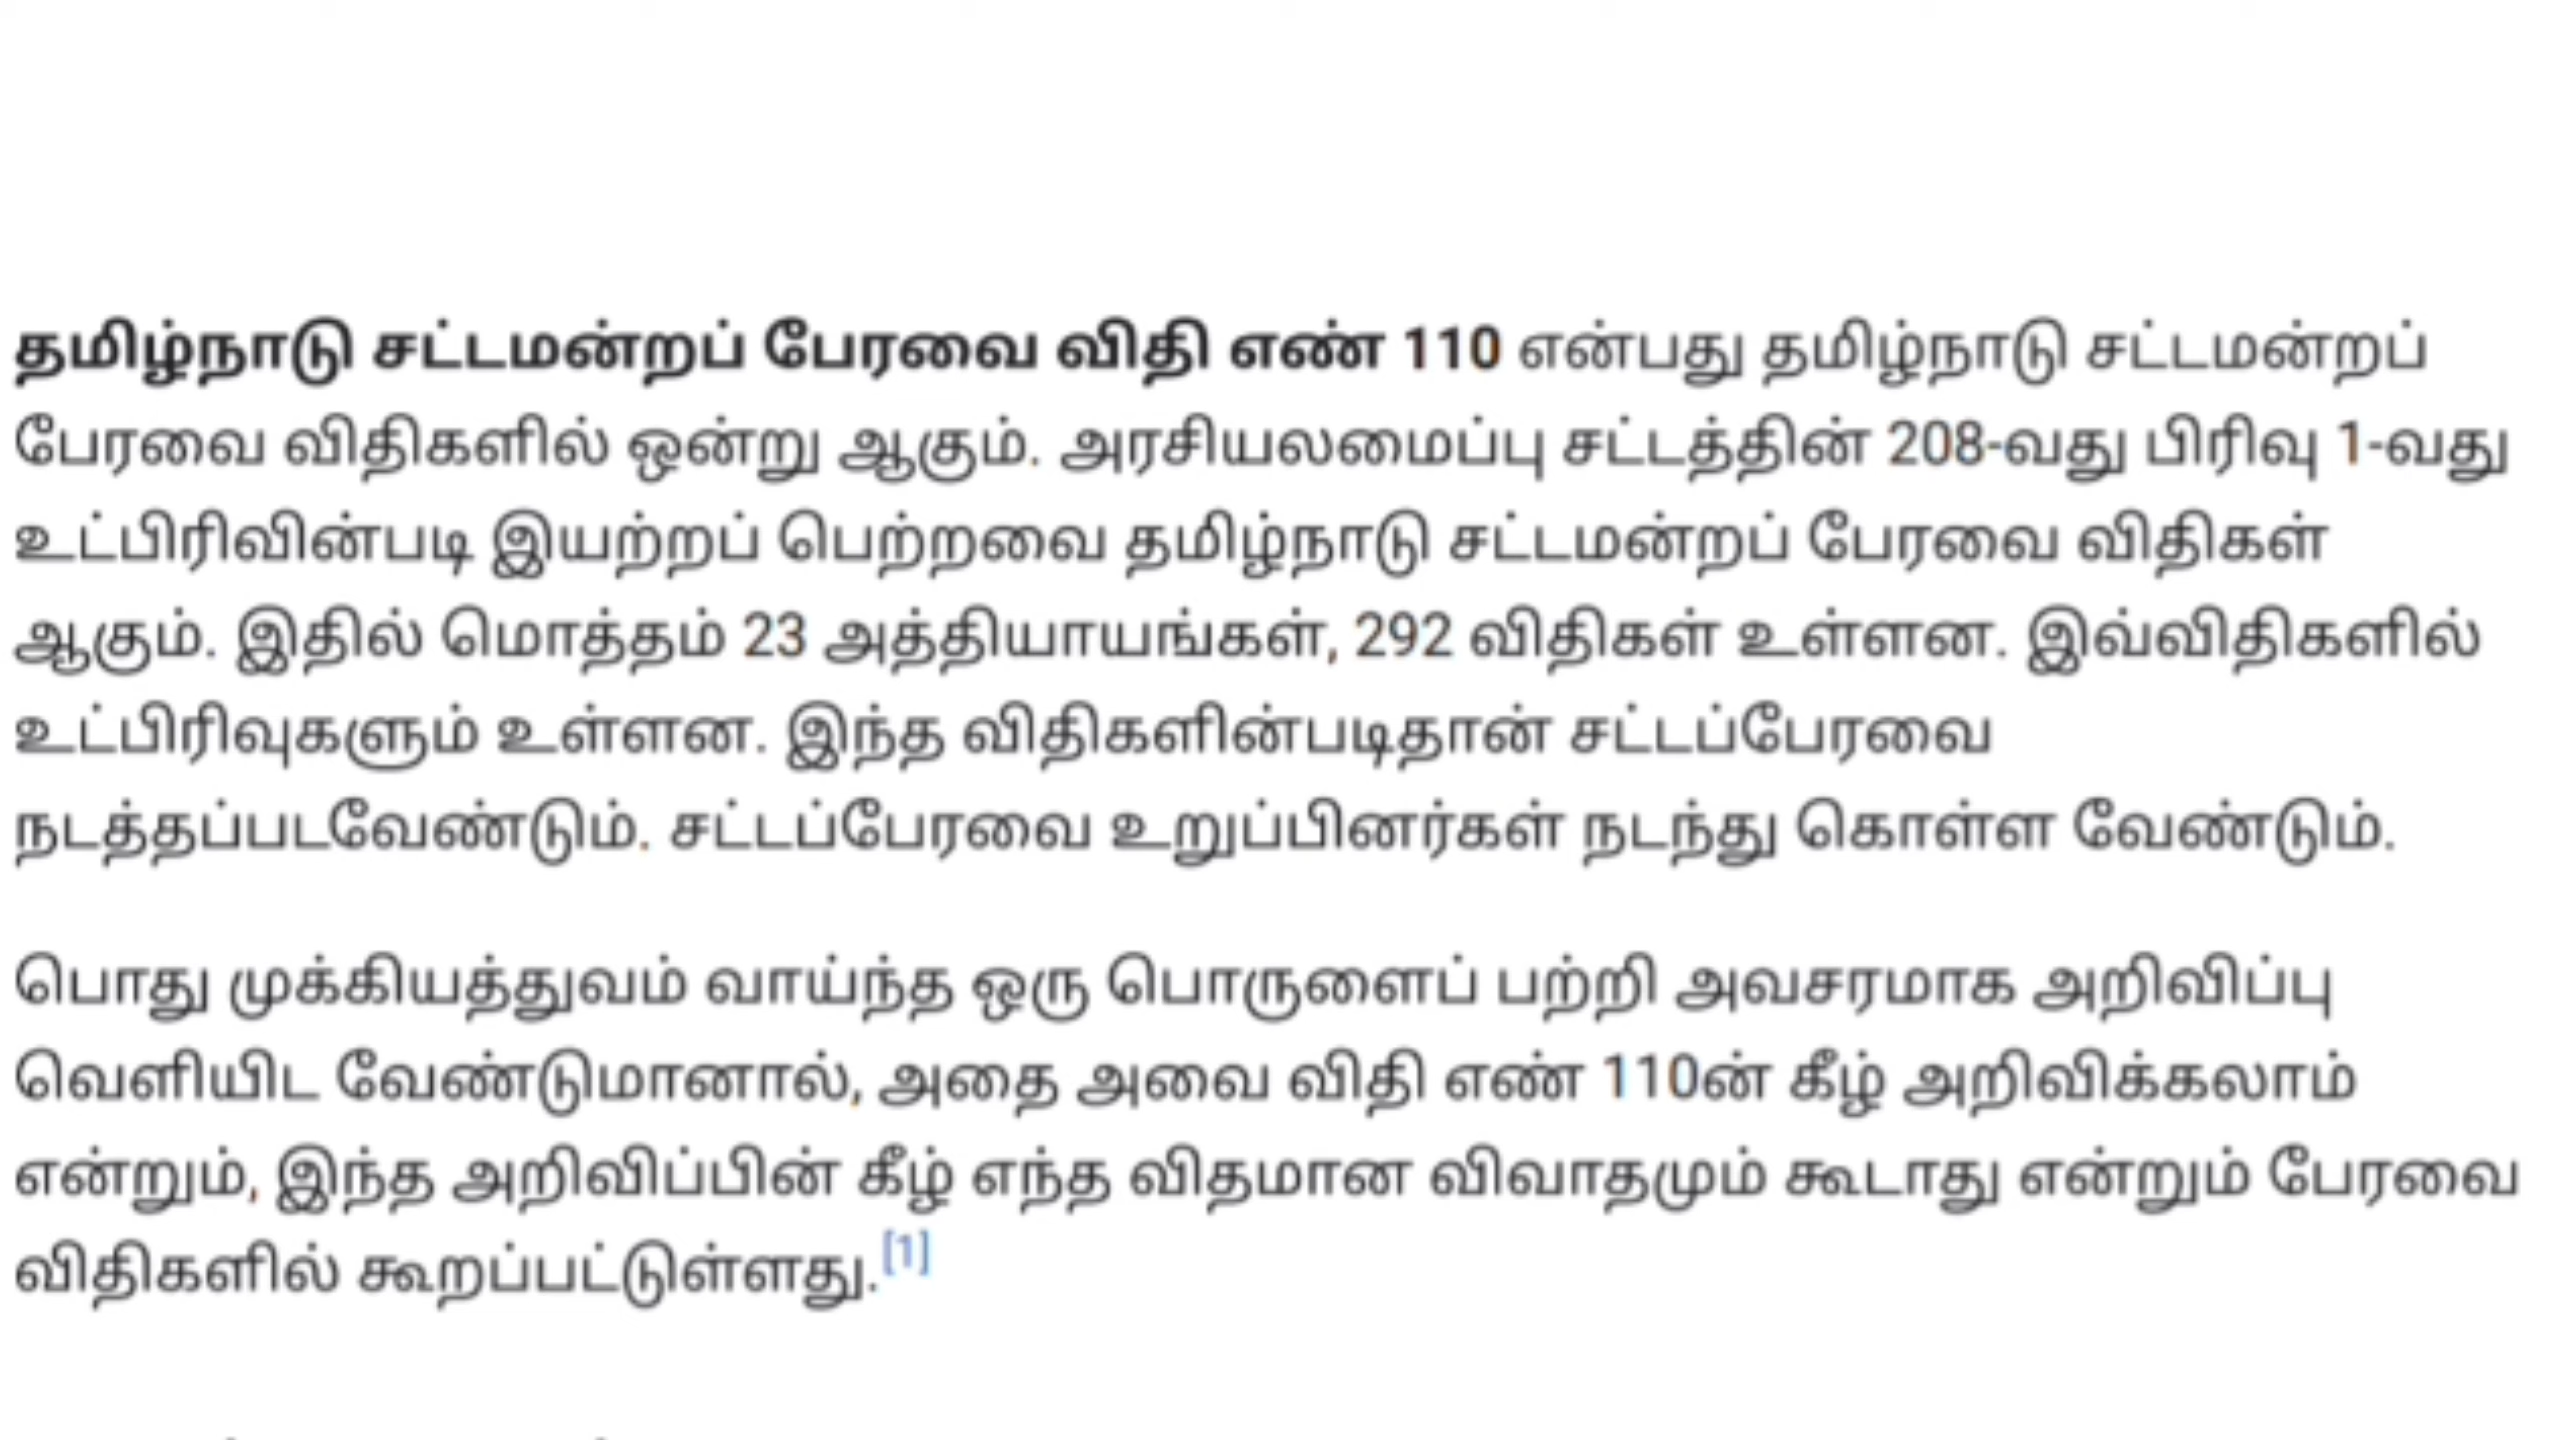 தமிழ்நாடு சட்டமன்றப் பேரவை விதி எண் 110 என்பது தமிழ்நாடு சட்டமன்றப்
பேரவை விதிகளில் ஒன்று ஆகும். அரசியலமைப்பு சட்டத்தின் 208-வது பிரிவு 1-வது
உட்பிரிவின்படி இயற்றப் பெற்றவை தமிழ்நாடு சட்டமன்றப் பேரவை விதிகள்
ஆகும். இதில் மொத்தம் 23 அத்தியாயங்கள், 292 விதிகள் உள்ளன. இவ்விதிகளில்
உட்பிரிவுகளும் உள்ளன. இந்த விதிகளின்படிதான் சட்டப்பேரவை
நடத்தப்படவேண்டும். சட்டப்பேரவை உறுப்பினர்கள் நடந்து கொள்ள வேண்டும்.
பொது முக்கியத்துவம் வாய்ந்த ஒரு பொருளைப் பற்றி அவசரமாக அறிவிப்பு
வெளியிட வேண்டுமானால், அதை அவை விதி எண் 110ன் கீழ் அறிவிக்கலாம்
என்றும், இந்த அறிவிப்பின் கீழ் எந்த விதமான விவாதமும் கூடாது என்றும் பேரவை
விதிகளில் கூறப்பட்டுள்ளது.[1]